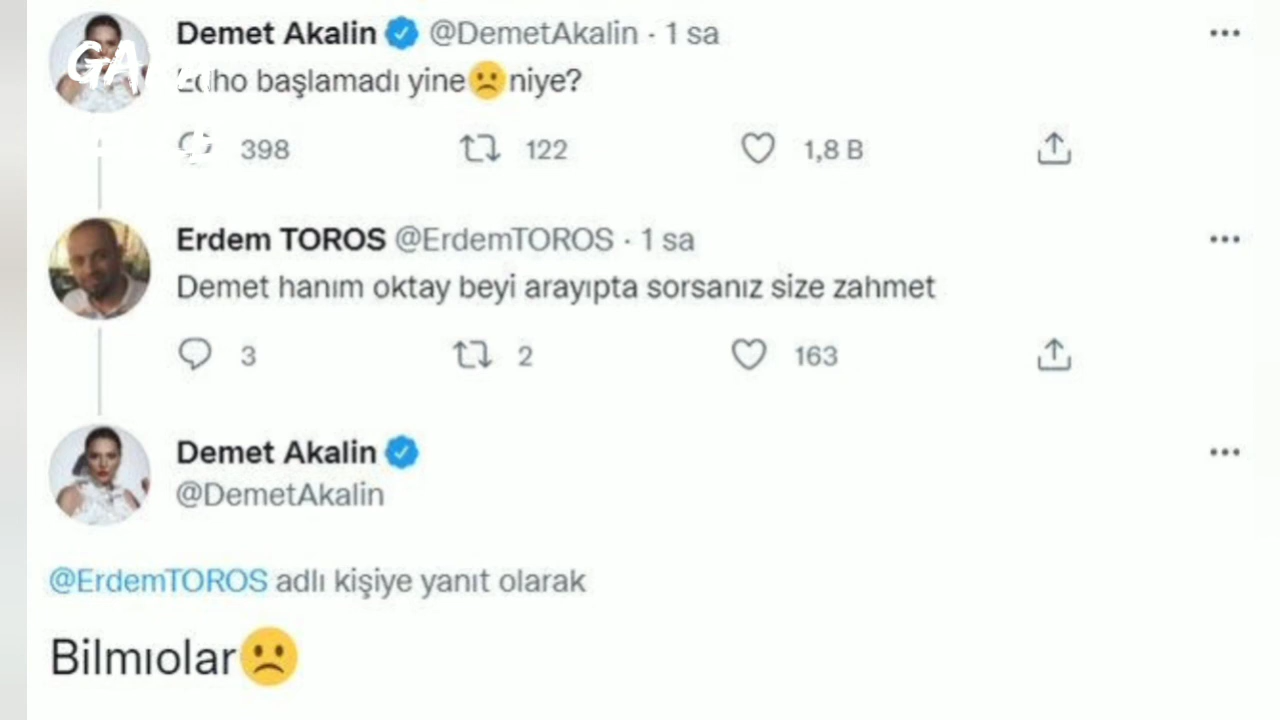 Demet Akalin @DemetAkalin · 1 sa
başlamadı yine🙁niye?
398 122 1,8 B
Erdem TOROS @ErdemTOROS · 1 sa
Demet hanım oktay beyi arayıpta sorsanız size zahmet
3 2 163
Demet Akalin
@DemetAkalin
@ErdemTOROS adlı kişiye yanıt olarak
Bilmıolar🙁